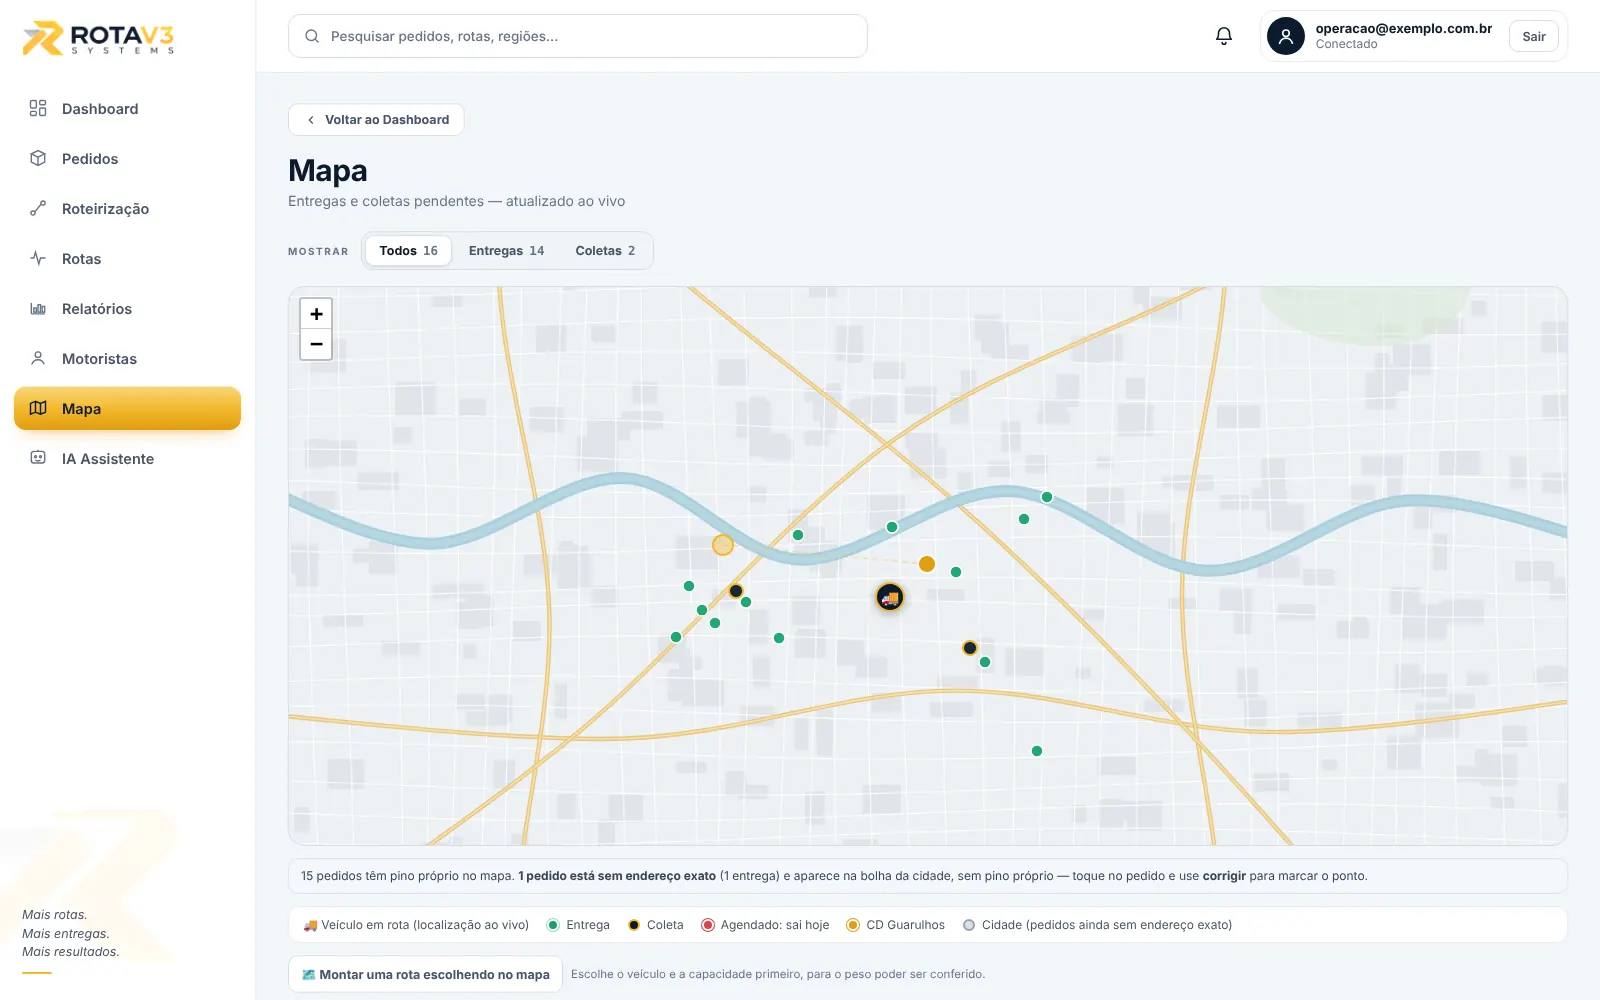 ROTAV3
SYSTEMS
Pesquisar pedidos, rotas, regiões...
operacao@exemplo.com.br
Conectado
Sair
Dashboard
Pedidos
Roteirização
Rotas
Relatórios
Motoristas
Mapa
IA Assistente
Mais rotas.
Mais entregas.
Mais resultados.
Voltar ao Dashboard
Mapa
Entregas e coletas pendentes — atualizado ao vivo
MOSTRAR
Todos 16
Entregas 14
Coletas 2
+
−
15 pedidos têm pino próprio no mapa. 1 pedido está sem endereço exato (1 entrega) e aparece na bolha da cidade, sem pino próprio — toque no pedido e use corrigir para marcar o ponto.
Veículo em rota (localização ao vivo)
Entrega
Coleta
Agendado: sai hoje
CD Guarulhos
Cidade (pedidos ainda sem endereço exato)
Montar uma rota escolhendo no mapa
Escolhe o veículo e a capacidade primeiro, para o peso poder ser conferido.